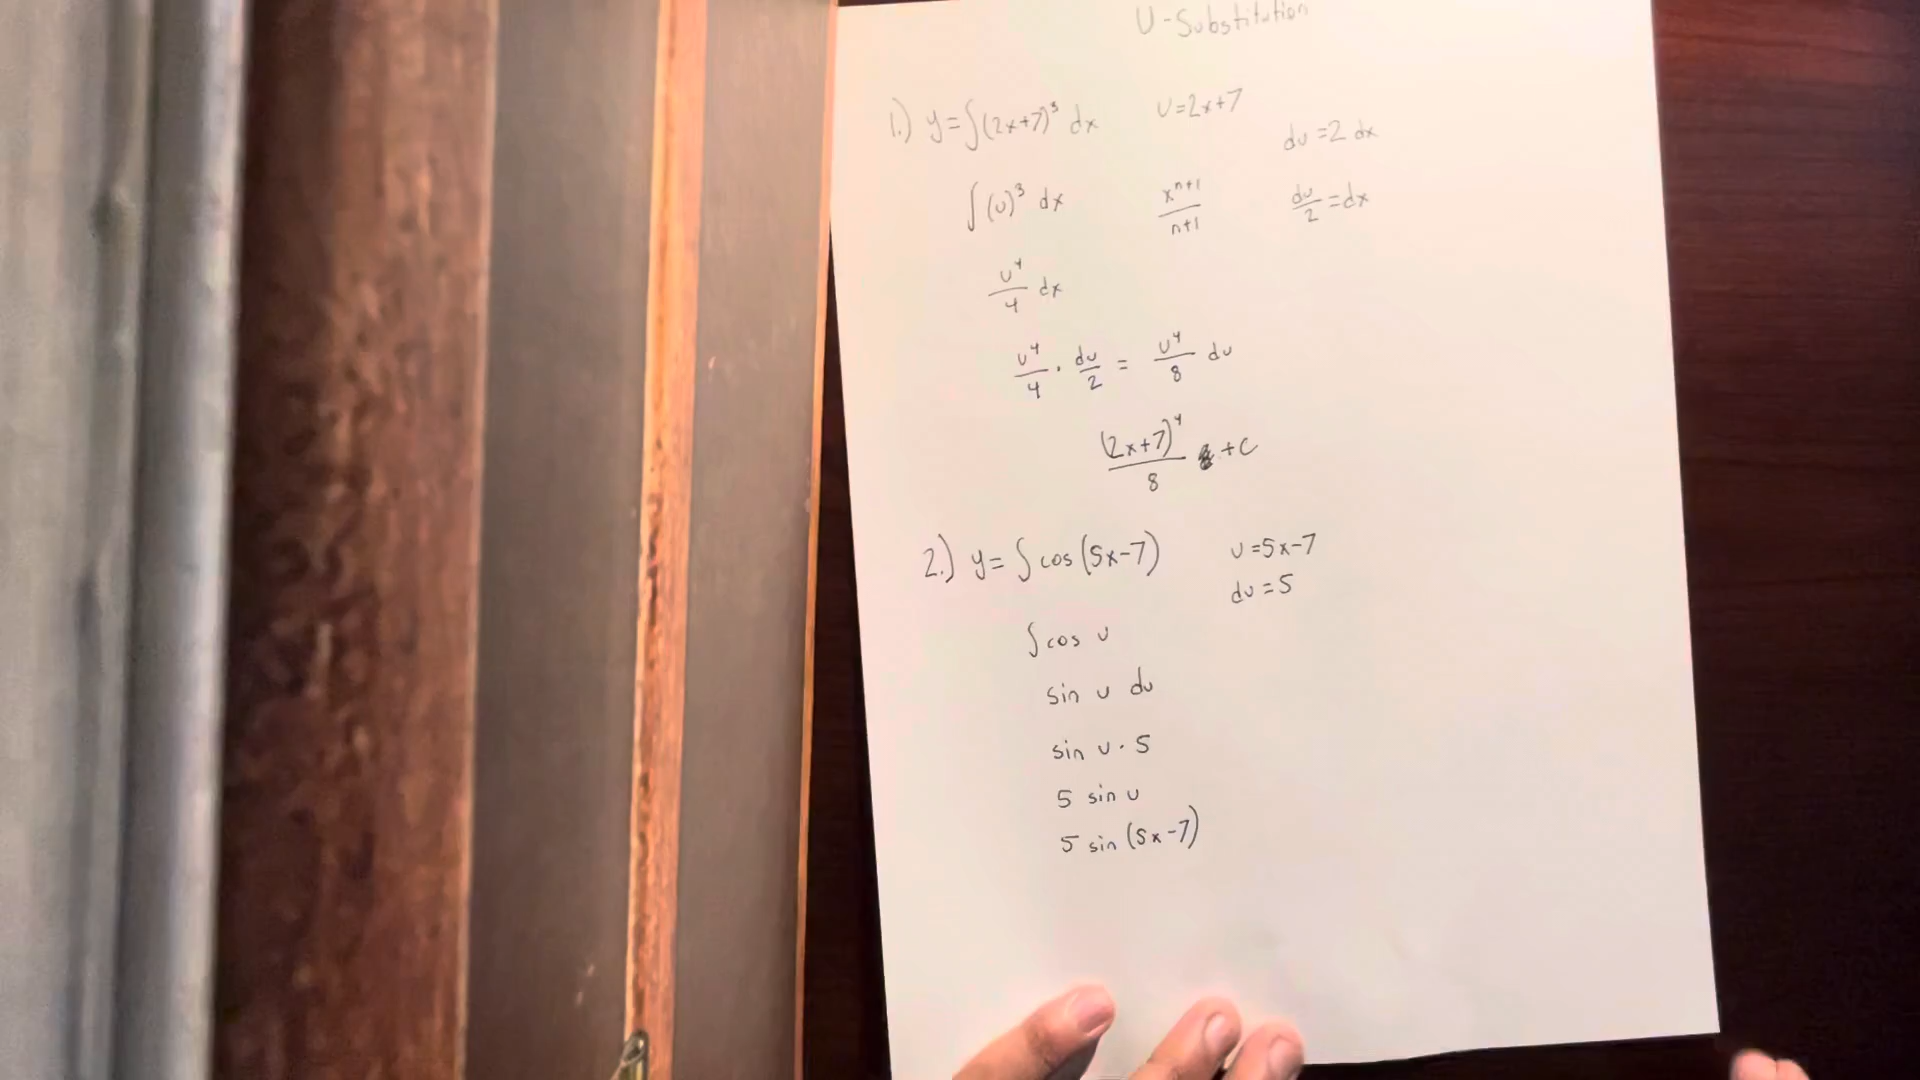 U-Substitution
1.) y=∫(2x+7)³ dx U=2x+7
du=2 dx
∫(u)³ dx x^(n+1)/(n+1) du/2=dx
u⁴/4 dx
u⁴/4 · du/2 = u⁴/8 du
(2x+7)⁴/8 +C
2.) y=∫cos(5x-7) u=5x-7
du=5
∫cos u
sin u du
sin u · 5
5 sin u
5 sin(5x-7)